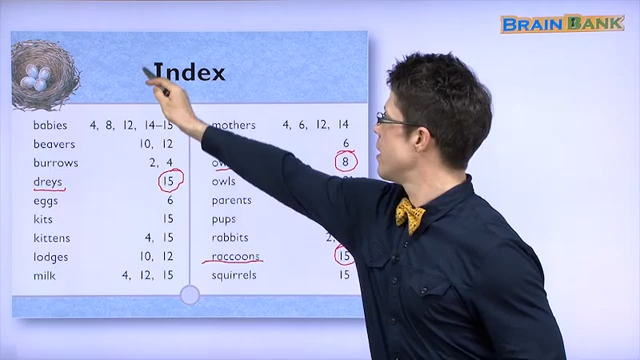 BRAIN BANK
Index
babies 4, 8, 12, 14–15
beavers 10, 12
burrows 2, 4
dreys 15
eggs 6
kits 15
kittens 4, 15
lodges 10, 12
milk 4, 12, 15
mothers 4, 6, 12, 14
6
8
owls
parents
pups
rabbits 2,
raccoons 15
squirrels 15